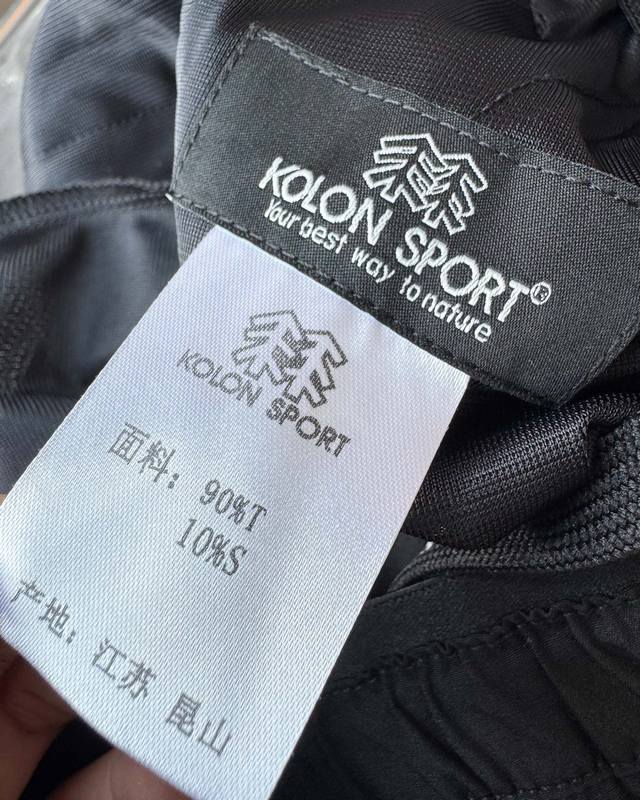 KOLON SPORT®
Your best way to nature
KOLON SPORT
面料：90%T
10%S
产地：江苏 昆山